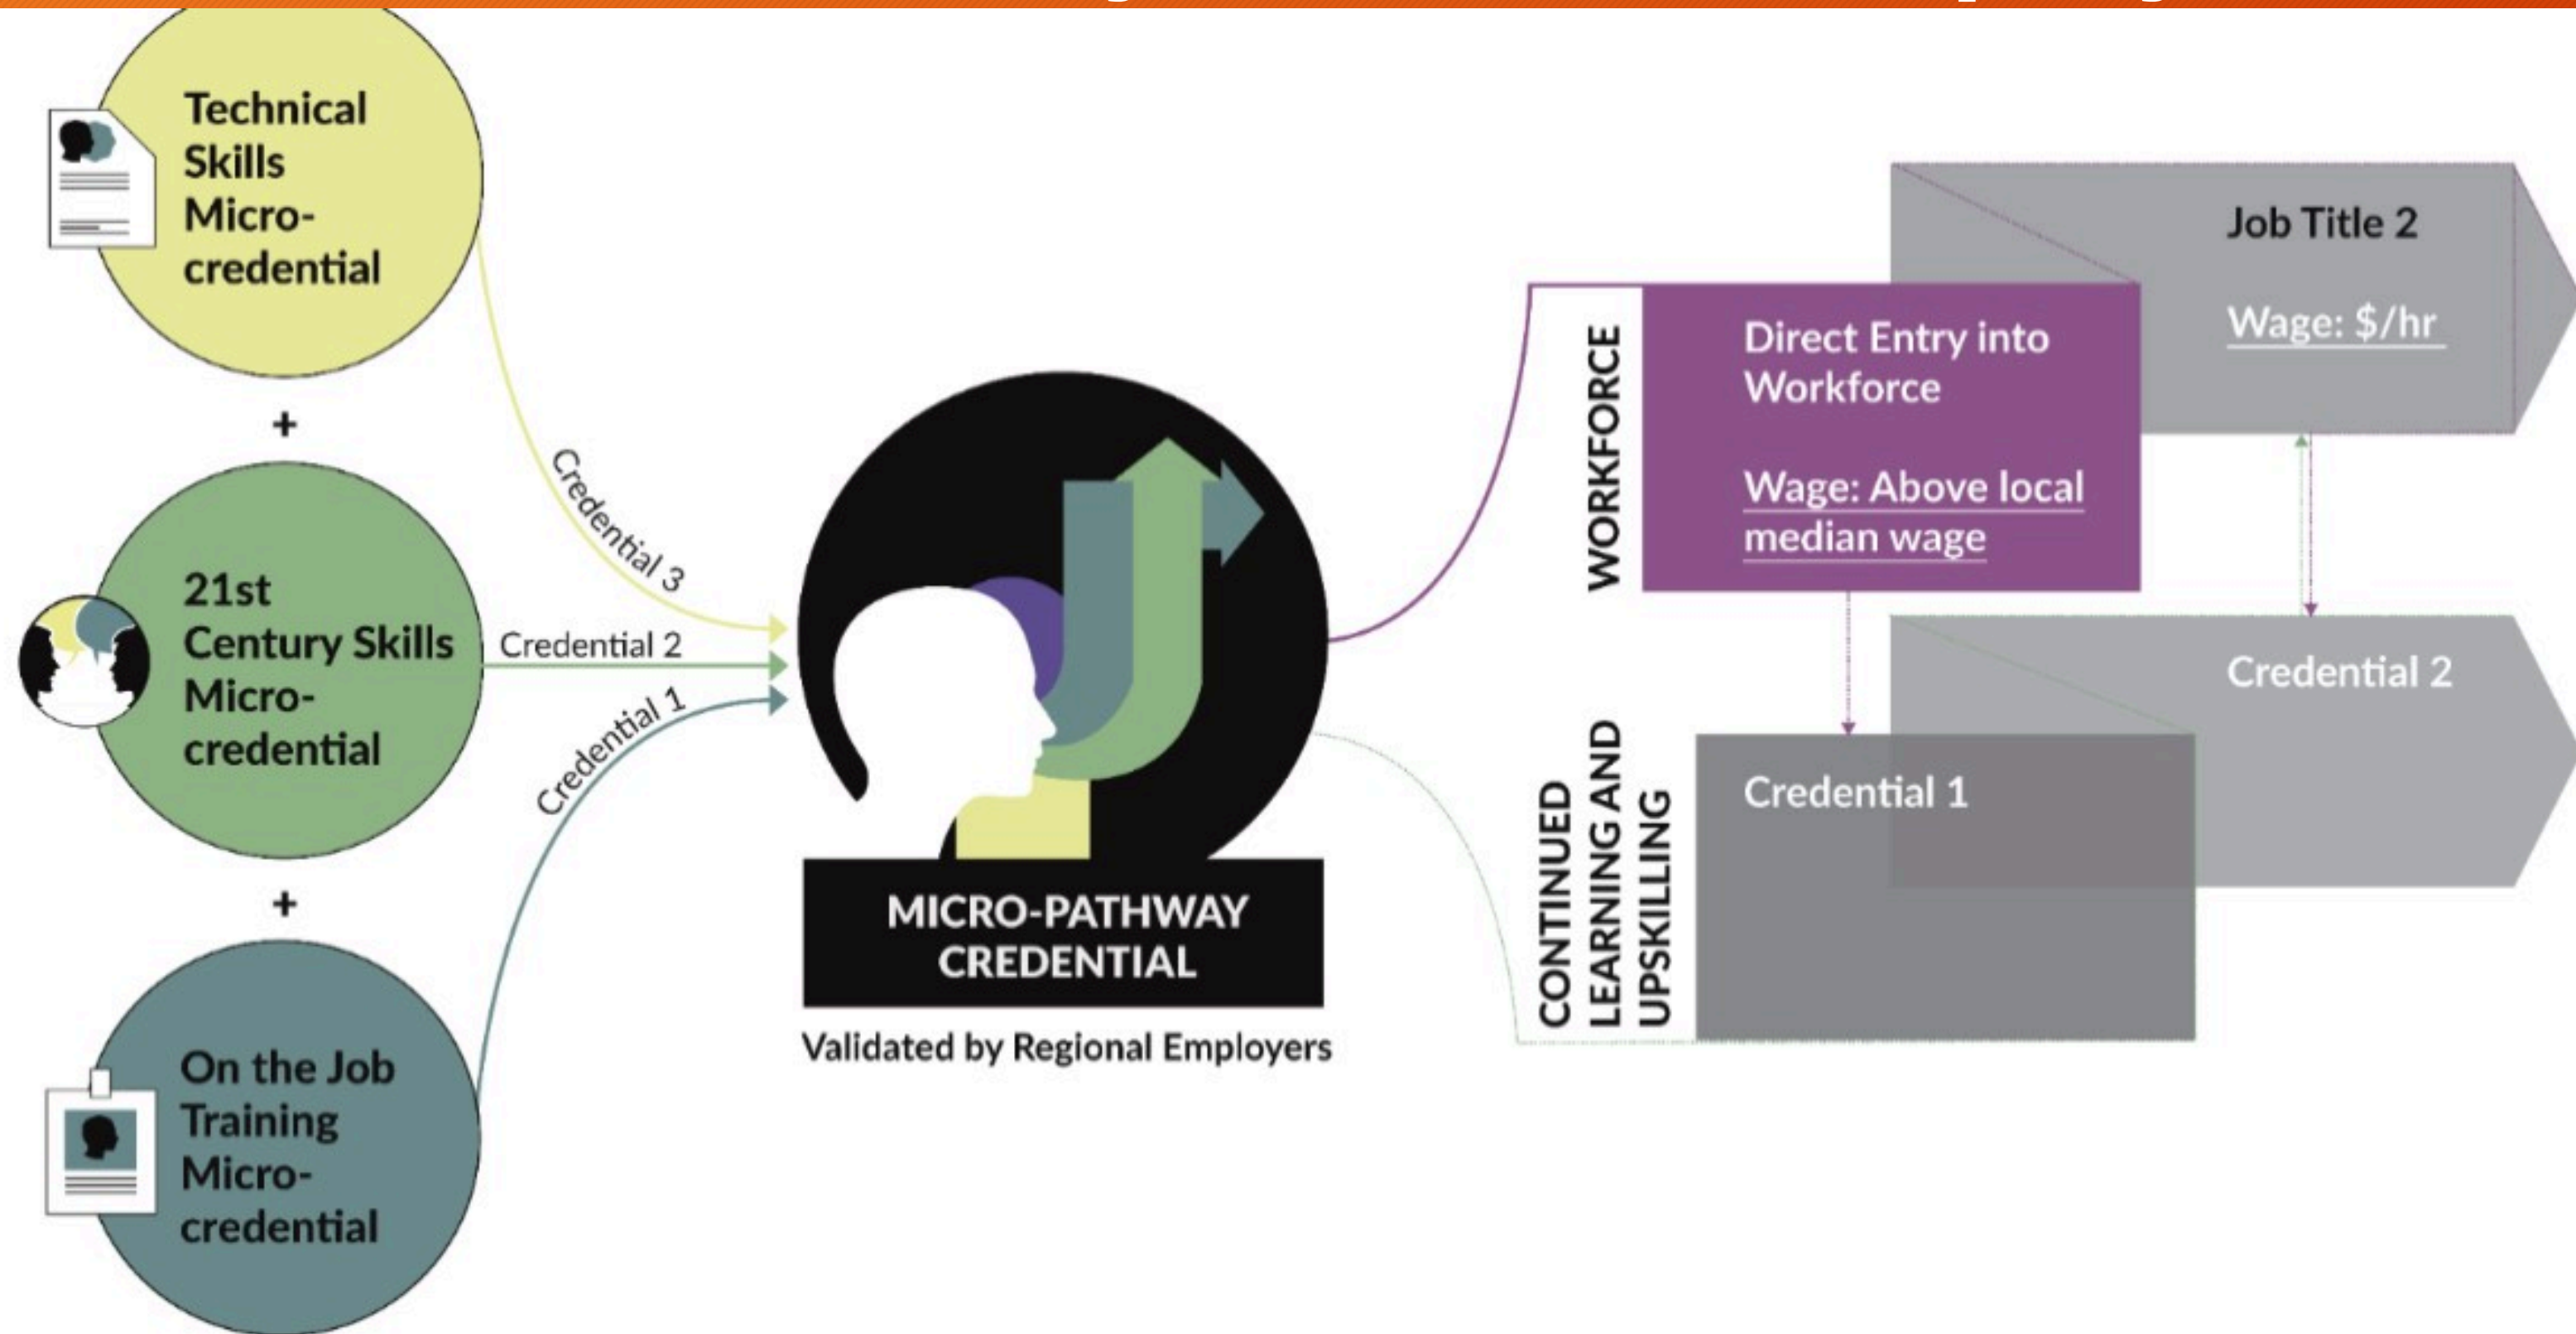 Technical
Skills
Micro-
credential
+
21st
Century Skills
Micro-
credential
+
On the Job
Training
Micro-
credential
Credential 3
Credential 2
Credential 1
MICRO-PATHWAY
CREDENTIAL
Validated by Regional Employers
WORKFORCE
Direct Entry into
Workforce
Wage: Above local
median wage
Job Title 2
Wage: $/hr
CONTINUED
LEARNING AND
UPSKILLING
Credential 1
Credential 2